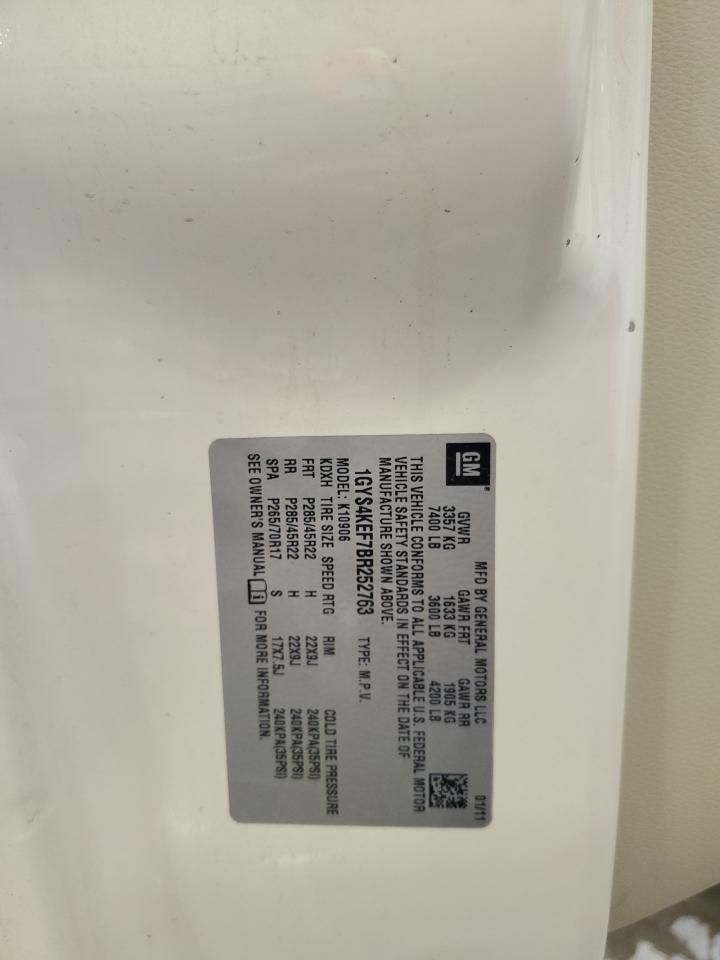 GM
MFD BY GENERAL MOTORS LLC 01/11
GVWR GAWR FRT GAWR RR
3357 KG 1633 KG 1905 KG
7400 LB 3600 LB 4200 LB
THIS VEHICLE CONFORMS TO ALL APPLICABLE U.S. FEDERAL MOTOR
VEHICLE SAFETY STANDARDS IN EFFECT ON THE DATE OF
MANUFACTURE SHOWN ABOVE.
1GYS4KEF7BR252763 TYPE: M.P.V.
MODEL: K10906
KDXH TIRE SIZE SPEED RTG RIM COLD TIRE PRESSURE
FRT P285/45R22 H 22X9J 240KPA(35PSI)
RR P285/45R22 H 22X9J 240KPA(35PSI)
SPA P265/70R17 S 17X7.5J 240KPA(35PSI)
SEE OWNER'S MANUAL i FOR MORE INFORMATION.